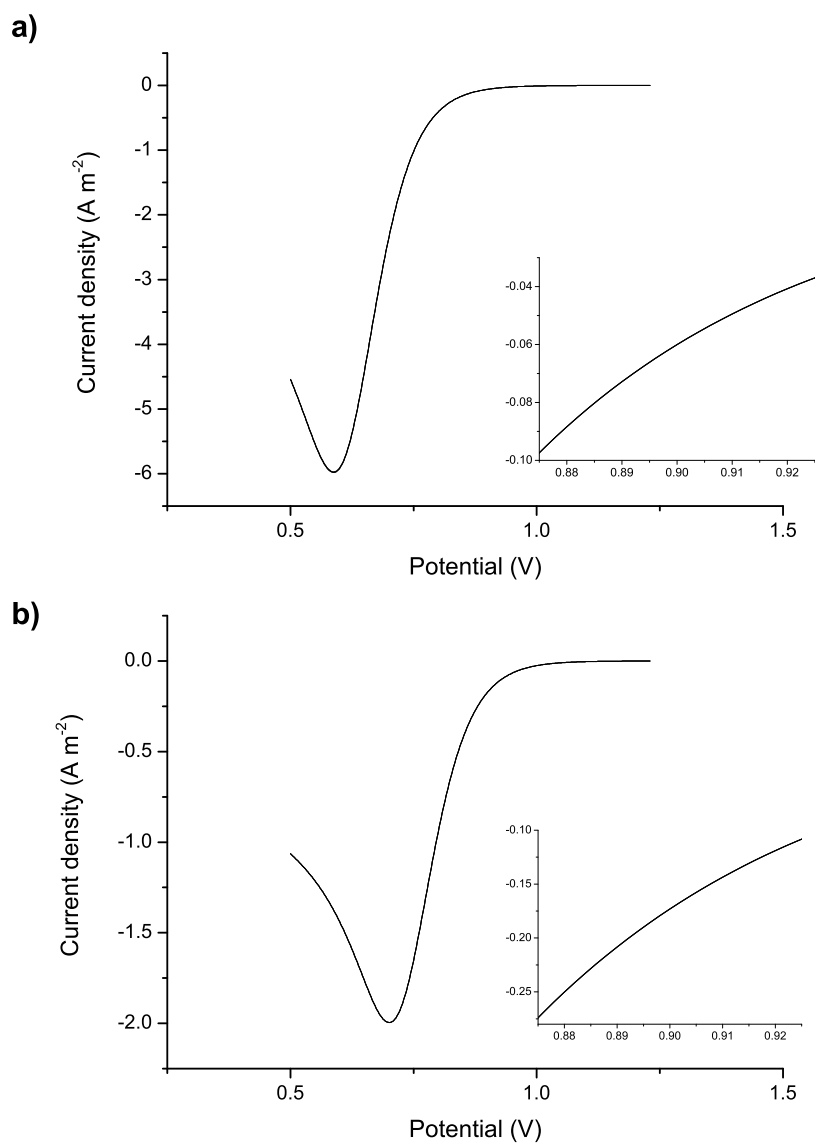 a)
0
-1
-2
-3
-4
-5
-6
Current density (A m⁻²)
-0.04
-0.06
-0.08
-0.10
0.88 0.89 0.90 0.91 0.92
0.5 1.0 1.5
Potential (V)
b)
0.0
-0.5
-1.0
-1.5
-2.0
Current density (A m⁻²)
-0.10
-0.15
-0.20
-0.25
0.88 0.89 0.90 0.91 0.92
0.5 1.0 1.5
Potential (V)